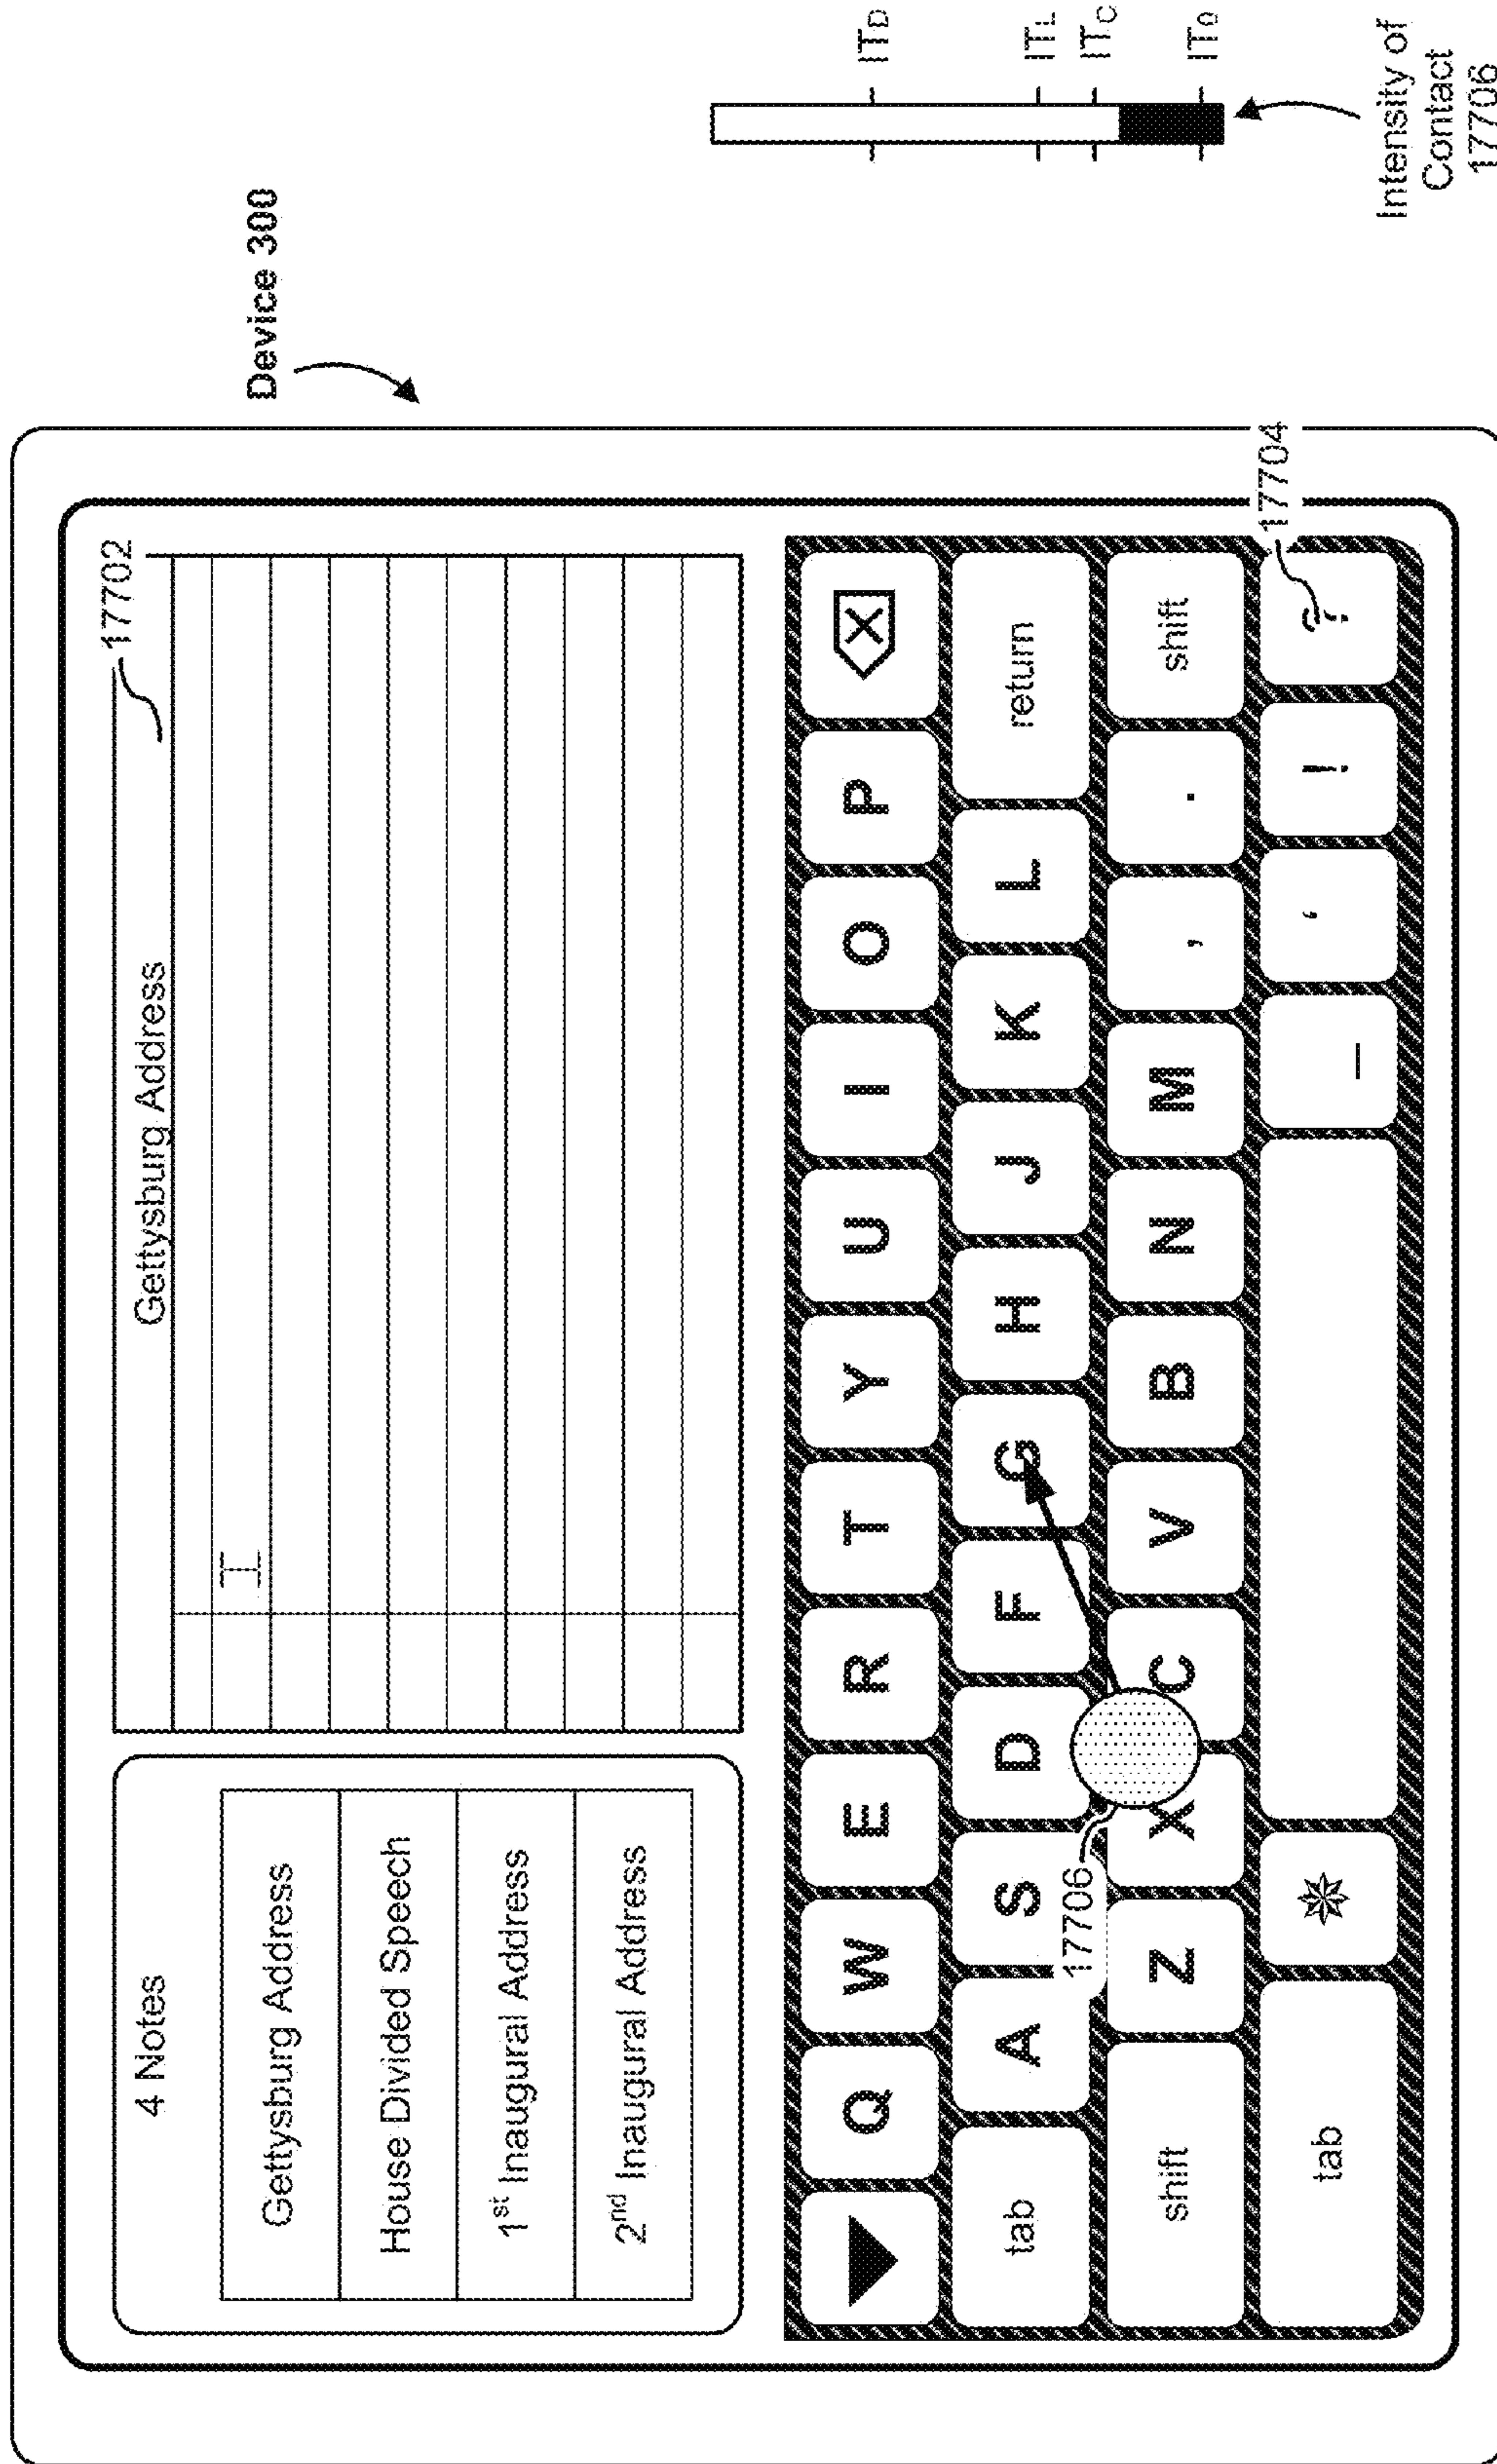 Device 300
17702
4 Notes
Gettysburg Address
Gettysburg Address
House Divided Speech
1st Inaugural Address
2nd Inaugural Address
Q W E R T Y U I O P X
tab A S D F G H J K L return
17706
shift Z X C V B N M , . shift
tab ✵ _ ‘ ! ?
17704
ITD
ITL
ITC
IT0
Intensity of
Contact
17706